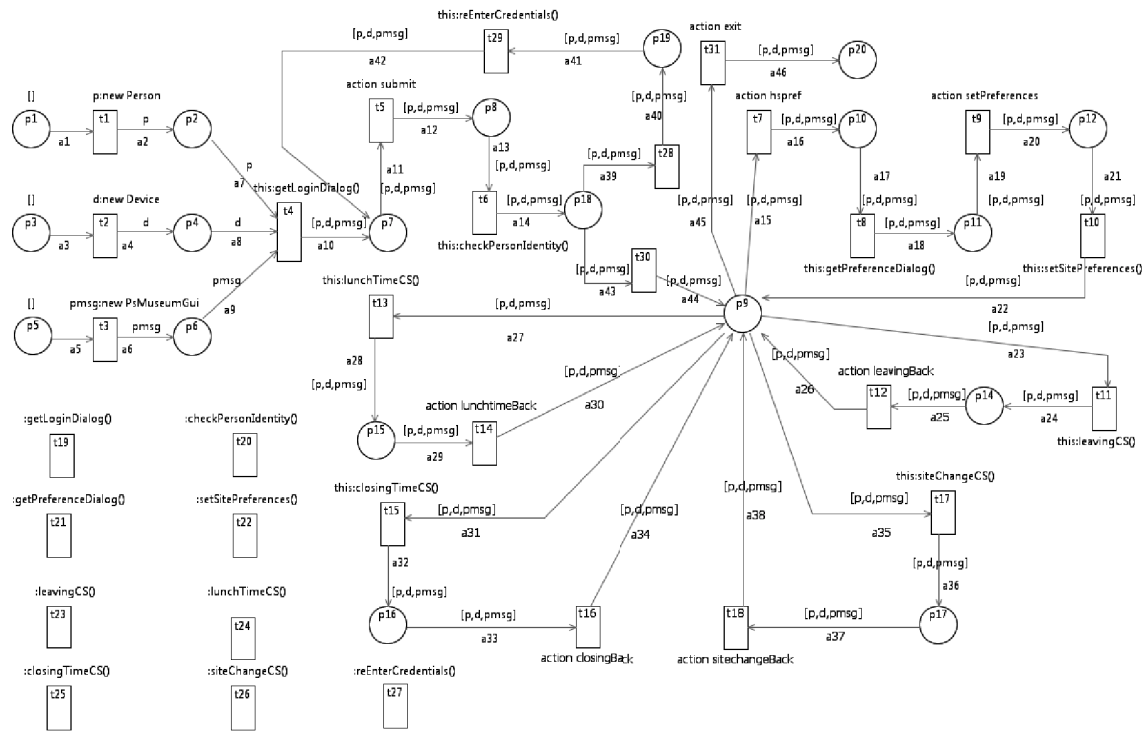 this:reEnterCredentials()
[p,d,pmsg]
t29
[p,d,pmsg]
p19
action exit
t31
[p,d,pmsg]
p20
a42
a41
a46
action submit
[]
p:new Person
t5
[p,d,pmsg]
p8
a40
[p,d,pmsg]
action hspref
action setPreferences
p1
t1
p
p2
a12
a13
t7
[p,d,pmsg]
p10
t9
[p,d,pmsg]
p12
a1
a2
[p,d,pmsg]
t28
a16
a20
a11
[p,d,pmsg]
a39
a17
a19
a21
p
a7
this:getLoginDialog()
[p,d,pmsg]
t6
[p,d,pmsg]
p18
[p,d,pmsg]
[p,d,pmsg]
[p,d,pmsg]
[p,d,pmsg]
[]
d:new Device
t4
a14
a45
a15
p3
t2
d
p4
d
[p,d,pmsg]
p7
t8
[p,d,pmsg]
p11
t10
a3
a4
a8
a10
this:checkPersonIdentity()
a18
t30
this:getPreferenceDialog()
this:setSitePreferences()
pmsg
this:lunchTimeCS()
[p,d,pmsg]
a43
[p,d,pmsg]
a44
[]
pmsg:new PsMuseumGui
a9
t13
[p,d,pmsg]
p9
[p,d,pmsg]
a22
p5
t3
pmsg
p6
a27
[p,d,pmsg]
a5
a6
a23
a28
[p,d,pmsg]
[p,d,pmsg]
[p,d,pmsg]
action leavingBack
a26
t12
[p,d,pmsg]
p14
[p,d,pmsg]
t11
action lunchtimeBack
a30
a25
a24
:getLoginDialog()
:checkPersonIdentity()
p15
[p,d,pmsg]
t14
this:leavingCS()
t19
t20
a29
this:closingTimeCS()
this:siteChangeCS()
:getPreferenceDialog()
:setSitePreferences()
t15
[p,d,pmsg]
[p,d,pmsg]
[p,d,pmsg]
[p,d,pmsg]
t17
t21
t22
a31
a34
a38
a35
a32
[p,d,pmsg]
a36
:leavingCS()
:lunchTimeCS()
[p,d,pmsg]
t23
t24
p16
[p,d,pmsg]
t16
t18
[p,d,pmsg]
p17
a33
a37
action closingBack
action sitechangeBack
:closingTimeCS()
:siteChangeCS()
:reEnterCredentials()
t25
t26
t27